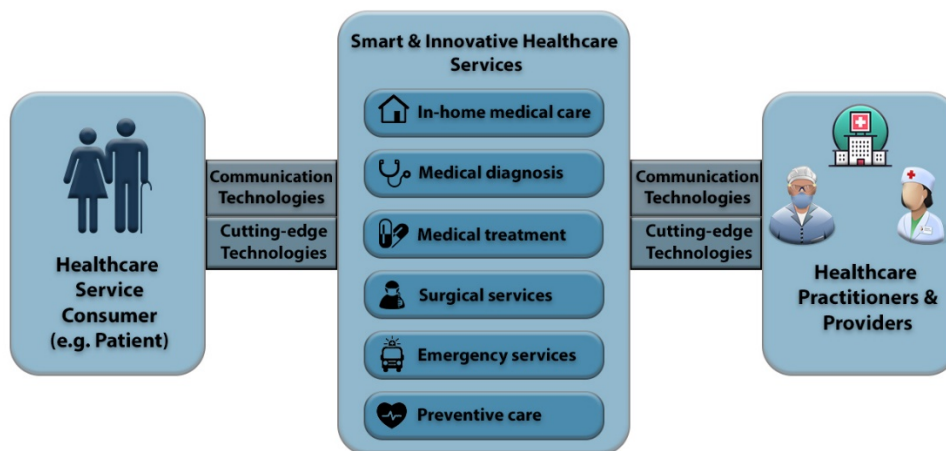 Healthcare
Service
Consumer
(e.g. Patient)
Communication
Technologies
Cutting-edge
Technologies
Smart & Innovative Healthcare
Services
In-home medical care
Medical diagnosis
Medical treatment
Surgical services
Emergency services
Preventive care
Communication
Technologies
Cutting-edge
Technologies
Healthcare
Practitioners &
Providers